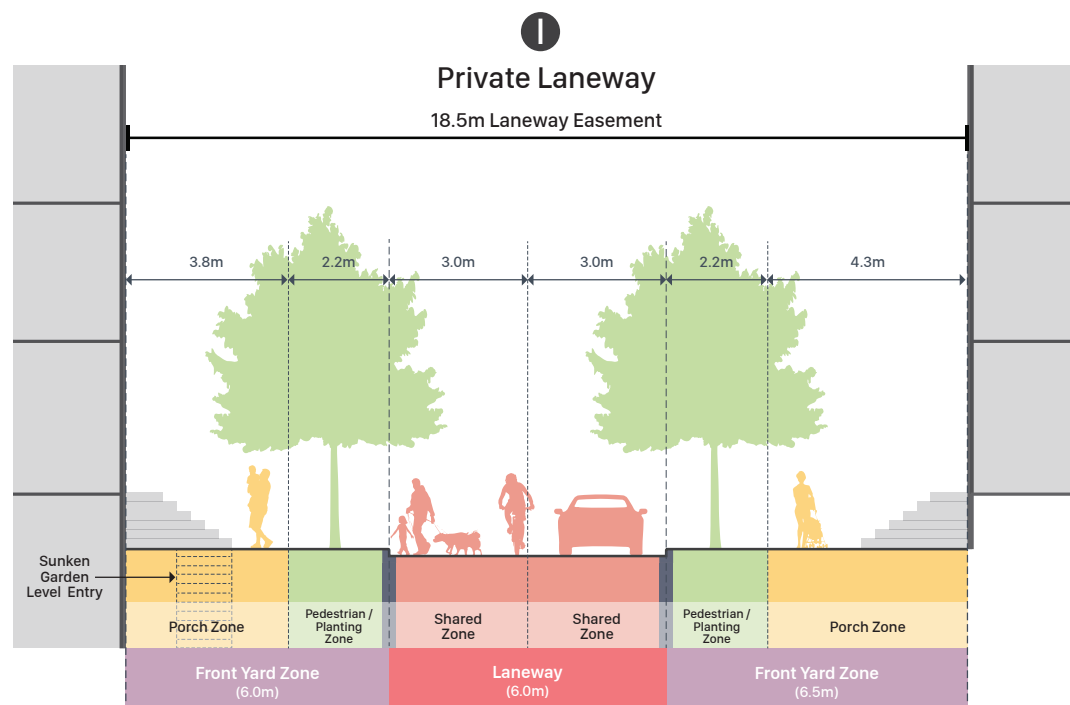 I
Private Laneway
18.5m Laneway Easement
3.8m
2.2m
3.0m
3.0m
2.2m
4.3m
Sunken
Garden
Level Entry
Porch Zone
Pedestrian /
Planting
Zone
Shared
Zone
Shared
Zone
Pedestrian /
Planting
Zone
Porch Zone
Front Yard Zone
(6.0m)
Laneway
(6.0m)
Front Yard Zone
(6.5m)